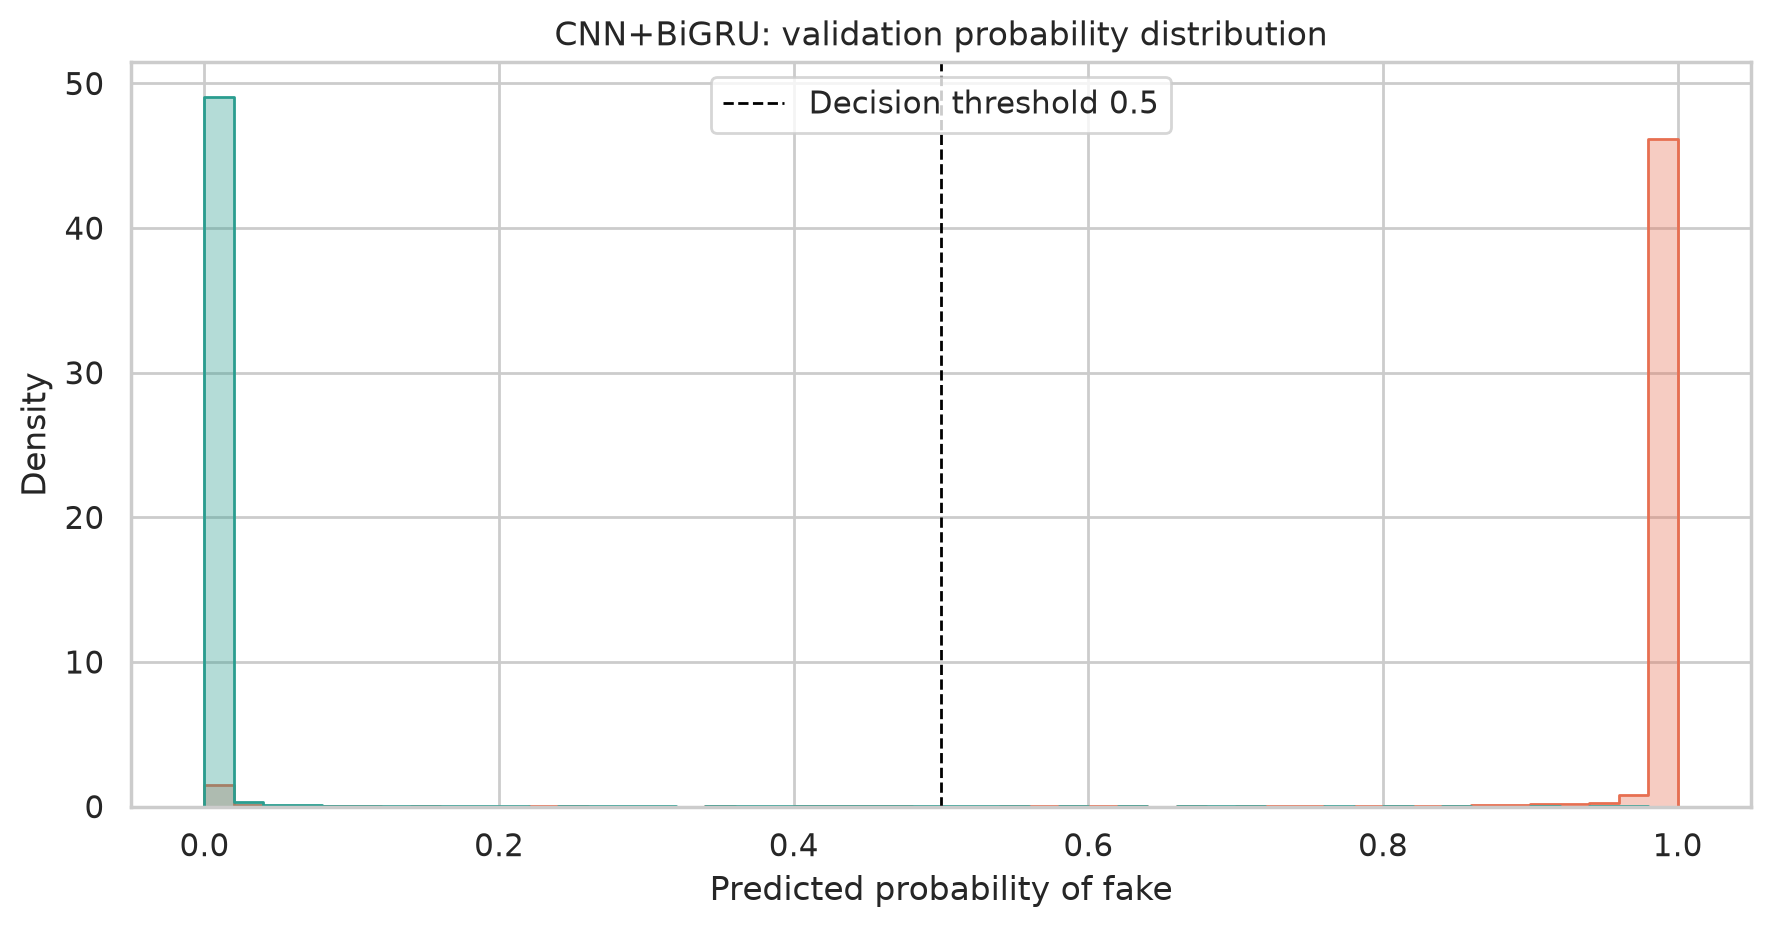 CNN+BiGRU: validation probability distribution
Decision threshold 0.5
Density
50
40
30
20
10
0
0.0 0.2 0.4 0.6 0.8 1.0
Predicted probability of fake